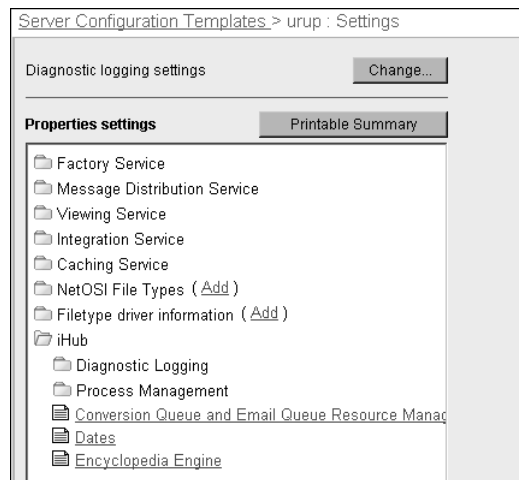 Server Configuration Templates > urup : Settings
Diagnostic logging settings
Change...
Properties settings
Printable Summary
Factory Service
Message Distribution Service
Viewing Service
Integration Service
Caching Service
NetOSI File Types ( Add )
Filetype driver information ( Add )
iHub
Diagnostic Logging
Process Management
Conversion Queue and Email Queue Resource
Dates
Encyclopedia Engine